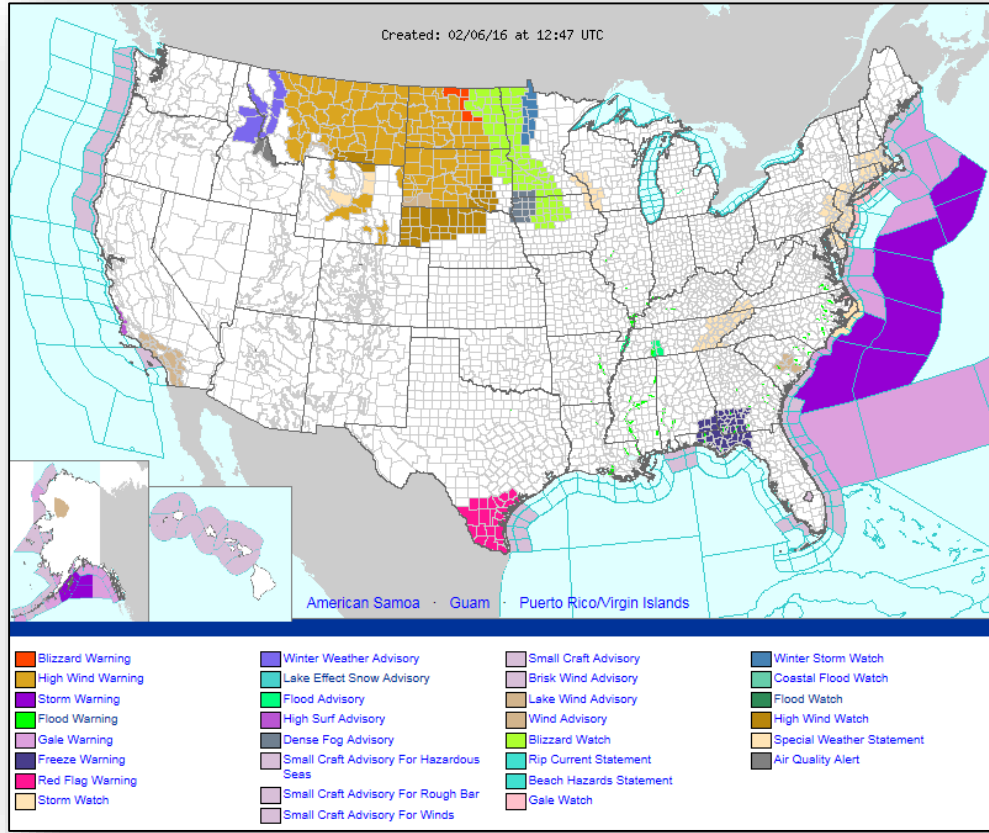 Created: 02/06/16 at 12:47 UTC
American Samoa · Guam · Puerto Rico/Virgin Islands
Blizzard Warning
High Wind Warning
Storm Warning
Flood Warning
Gale Warning
Freeze Warning
Red Flag Warning
Storm Watch
Winter Weather Advisory
Lake Effect Snow Advisory
Flood Advisory
High Surf Advisory
Dense Fog Advisory
Small Craft Advisory For Hazardous
Seas
Small Craft Advisory For Rough Bar
Small Craft Advisory For Winds
Small Craft Advisory
Brisk Wind Advisory
Lake Wind Advisory
Wind Advisory
Blizzard Watch
Rip Current Statement
Beach Hazards Statement
Gale Watch
Winter Storm Watch
Coastal Flood Watch
Flood Watch
High Wind Watch
Special Weather Statement
Air Quality Alert